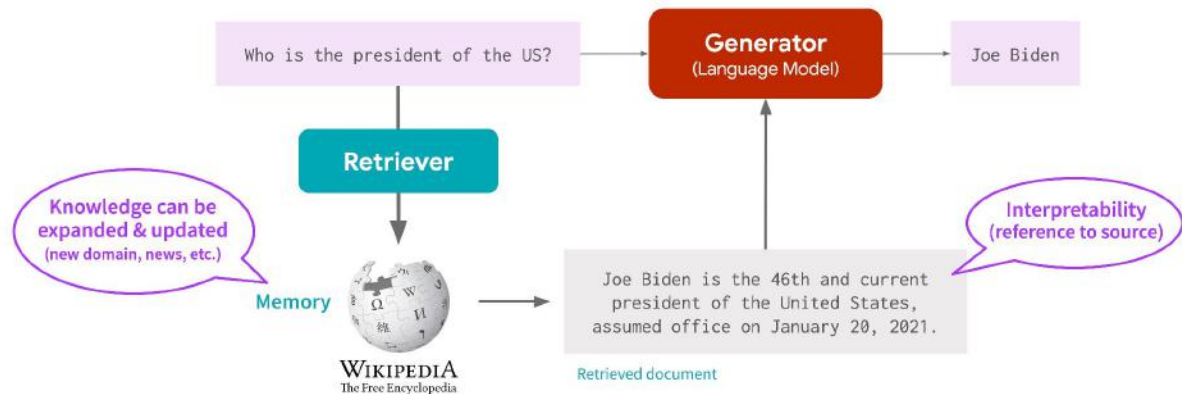 Who is the president of the US?
Generator
(Language Model)
Joe Biden
Retriever
Knowledge can be
expanded & updated
(new domain, news, etc.)
Interpretability
(reference to source)
Memory
Ω
W
И
維
WIKIPEDIA
The Free Encyclopedia
Joe Biden is the 46th and current
president of the United States,
assumed office on January 20, 2021.
Retrieved document